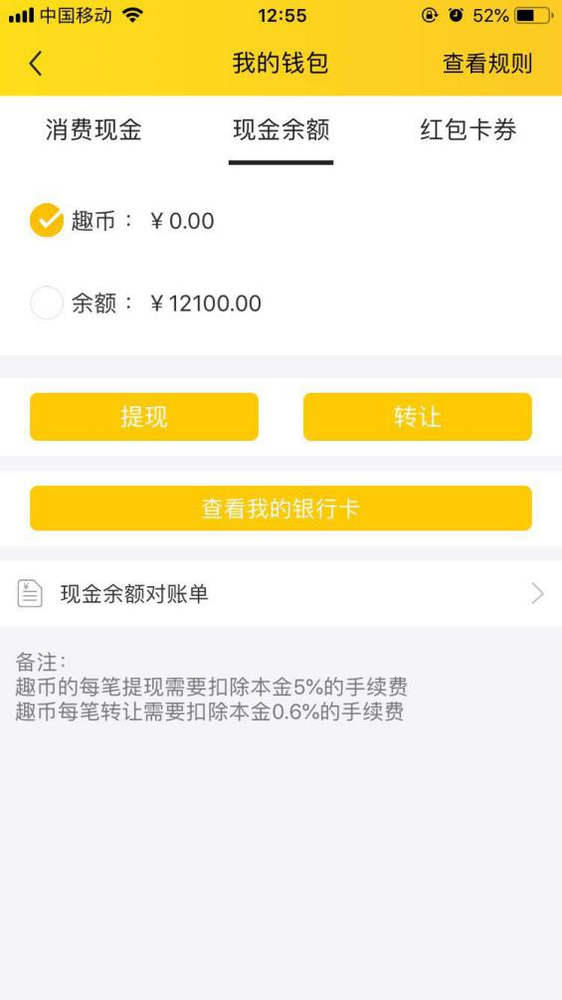 中国移动 12:55 52%
我的钱包 查看规则
消费现金 现金余额 红包卡券
趣币： ￥0.00
余额： ￥12100.00
提现 转让
查看我的银行卡
现金余额对账单
备注：
趣币的每笔提现需要扣除本金5%的手续费
趣币每笔转让需要扣除本金0.6%的手续费